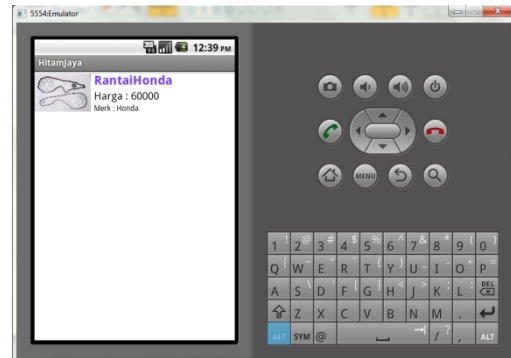 5554:Emulator
3G
12:39 PM
HitamJaya
RantaiHonda
Harga : 60000
Merk : Honda
MENU
1 ! 2 @ 3 # 4 $ 5 % 6 ^ 7 & 8 * 9 ( 0 )
Q W E R T { Y } U - I O + P =
A S \ D F [ G ] H < J > K ; L : DEL
Z X C V B N M .
ALT SYM @ / ? , ALT